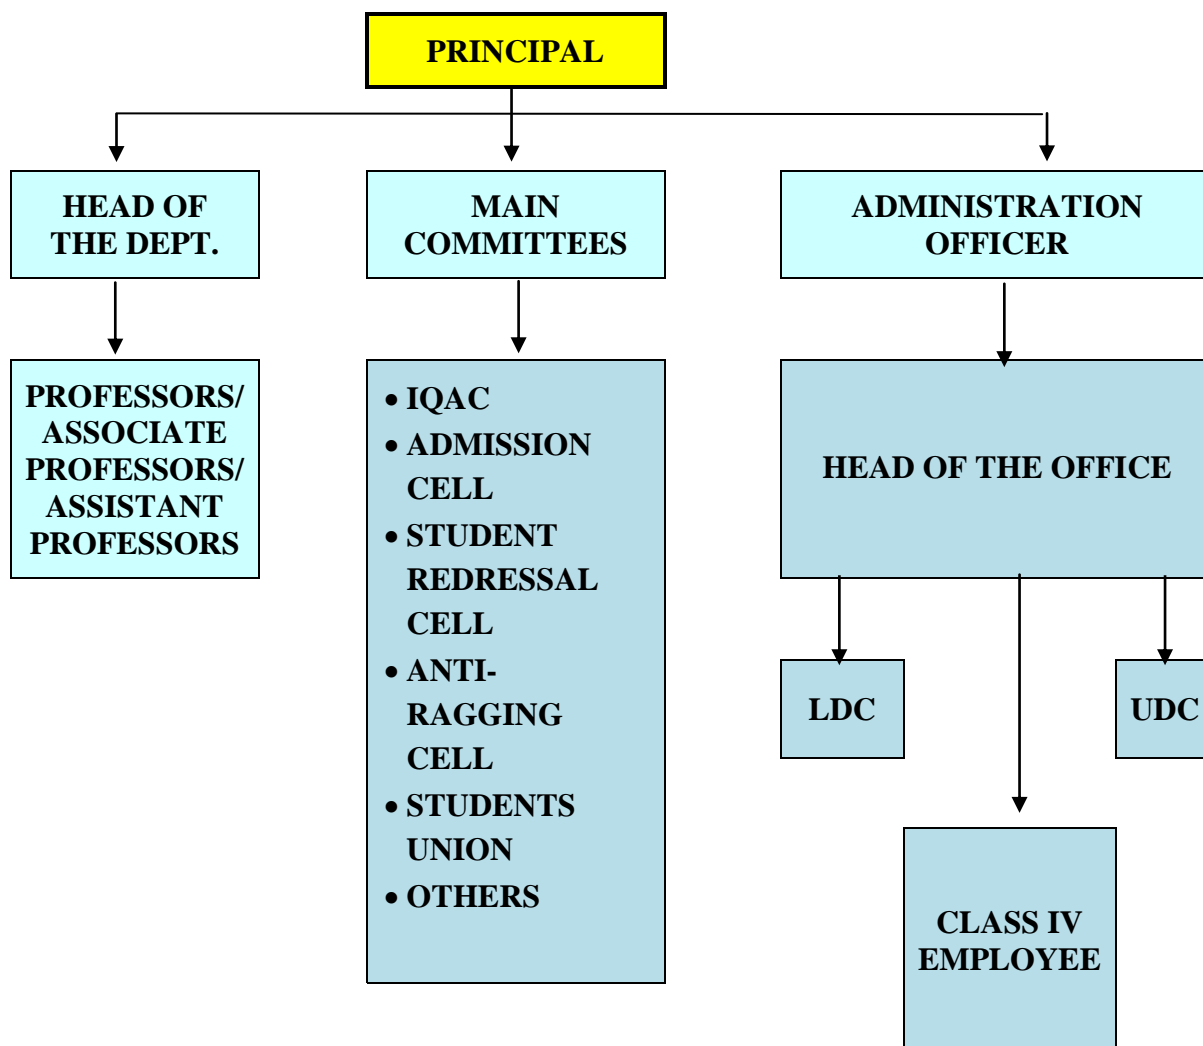 PRINCIPAL
HEAD OF
THE DEPT.
MAIN
COMMITTEES
ADMINISTRATION
OFFICER
PROFESSORS/
ASSOCIATE
PROFESSORS/
ASSISTANT
PROFESSORS
• IQAC
• ADMISSION
CELL
• STUDENT
REDRESSAL
CELL
• ANTI-
RAGGING
CELL
• STUDENTS
UNION
• OTHERS
HEAD OF THE OFFICE
LDC
UDC
CLASS IV
EMPLOYEE